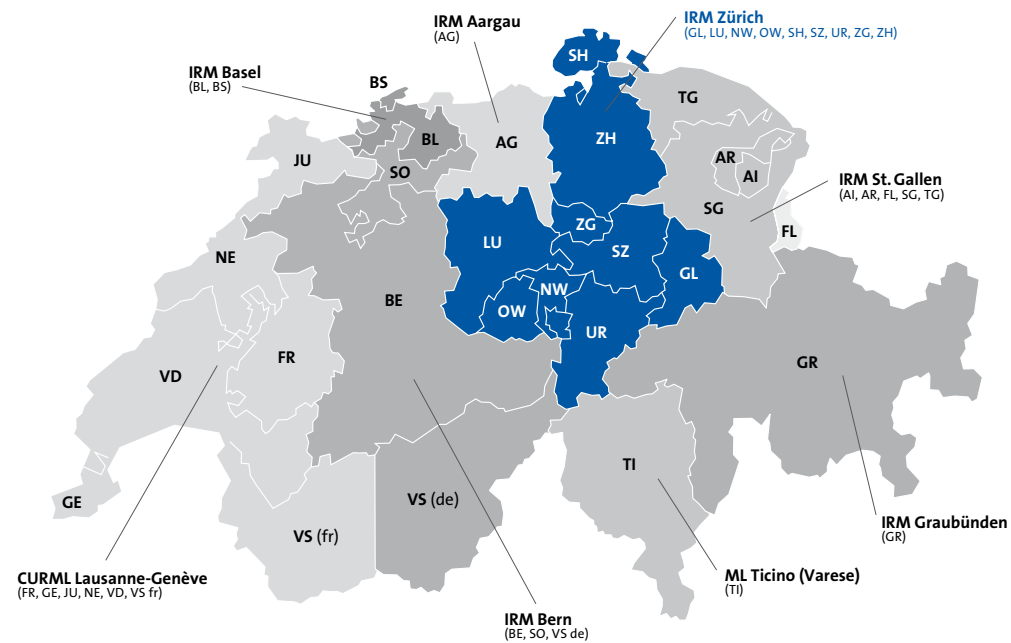 IRM Aargau
(AG)
IRM Zürich
(GL, LU, NW, OW, SH, SZ, UR, ZG, ZH)
IRM Basel
(BL, BS)
BS
SH
TG
JU
BL
AG
ZH
SO
AR
AI
IRM St. Gallen
(AI, AR, FL, SG, TG)
SG
ZG
FL
NE
LU
SZ
GL
BE
NW
OW
UR
FR
VD
GR
TI
GE
VS (de)
VS (fr)
IRM Graubünden
(GR)
CURML Lausanne-Genève
(FR, GE, JU, NE, VD, VS fr)
ML Ticino (Varese)
(TI)
IRM Bern
(BE, SO, VS de)